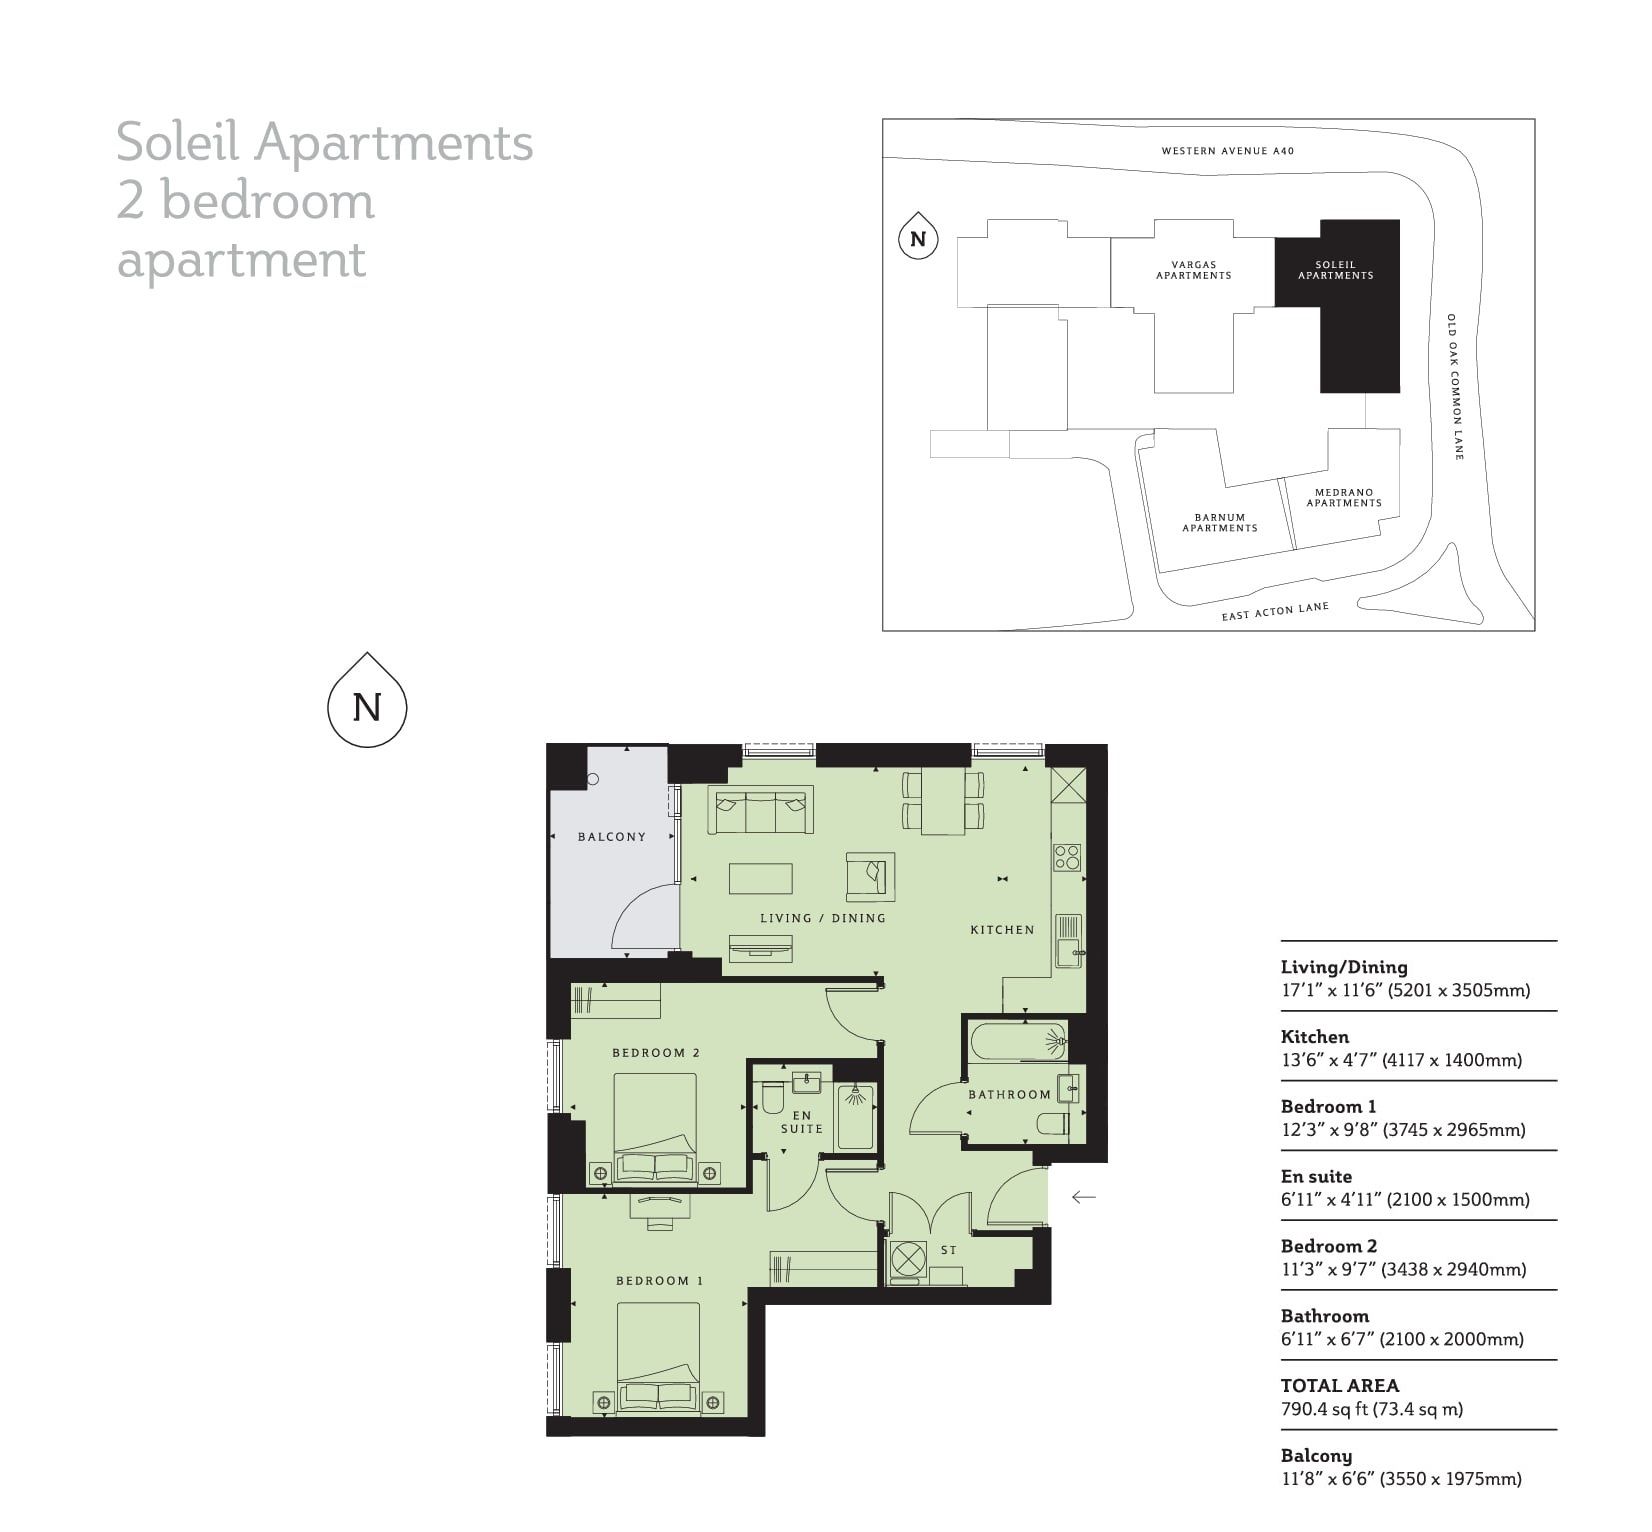 Soleil Apartments
2 bedroom
apartment
WESTERN AVENUE A40
N
VARGAS
APARTMENTS
SOLEIL
APARTMENTS
OLD OAK COMMON LANE
MEDRANO
APARTMENTS
BARNUM
APARTMENTS
EAST ACTON LANE
N
BALCONY
LIVING / DINING
KITCHEN
BEDROOM 2
BATHROOM
EN
SUITE
ST
BEDROOM 1
Living/Dining
17’1” x 11’6” (5201 x 3505mm)
Kitchen
13’6” x 4’7” (4117 x 1400mm)
Bedroom 1
12’3” x 9’8” (3745 x 2965mm)
En suite
6’11” x 4’11” (2100 x 1500mm)
Bedroom 2
11’3” x 9’7” (3438 x 2940mm)
Bathroom
6’11” x 6’7” (2100 x 2000mm)
TOTAL AREA
790.4 sq ft (73.4 sq m)
Balcony
11’8” x 6’6” (3550 x 1975mm)